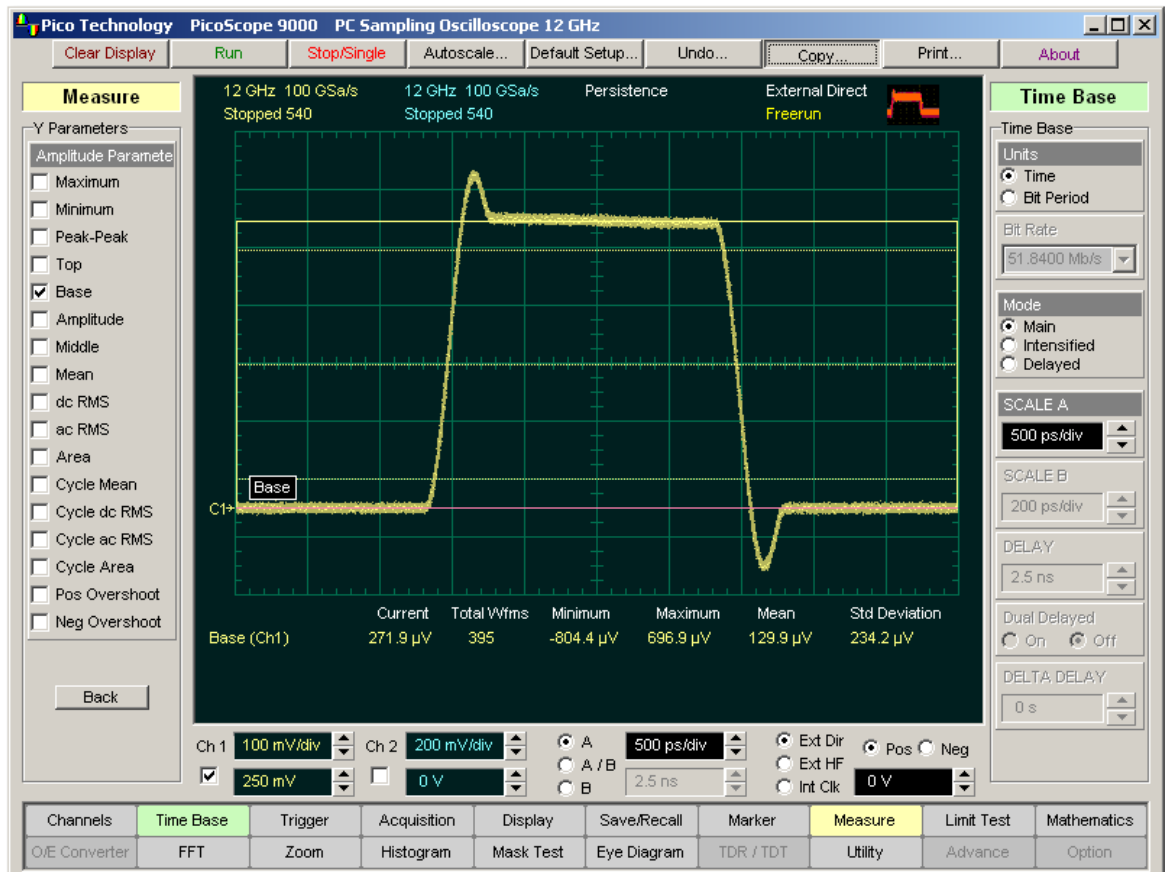 Pico Technology PicoScope 9000 PC Sampling Oscilloscope 12 GHz
Clear Display Run Stop/Single Autoscale... Default Setup... Undo... Copy... Print... About
Measure
Y Parameters
Amplitude Paramete
Maximum
Minimum
Peak-Peak
Top
Base
Amplitude
Middle
Mean
dc RMS
ac RMS
Area
Cycle Mean
Cycle dc RMS
Cycle ac RMS
Cycle Area
Pos Overshoot
Neg Overshoot
Back
12 GHz 100 GSa/s 12 GHz 100 GSa/s Persistence External Direct
Stopped 540 Stopped 540 Freerun
Base
C1
Current Total Wfms Minimum Maximum Mean Std Deviation
Base (Ch1) 271.9 µV 395 -804.4 µV 696.9 µV 129.9 µV 234.2 µV
Time Base
Time Base
Units
Time
Bit Period
Bit Rate
51.8400 Mb/s
Mode
Main
Intensified
Delayed
SCALE A
500 ps/div
SCALE B
200 ps/div
DELAY
2.5 ns
Dual Delayed
On Off
DELTA DELAY
0 s
Ch 1 100 mV/div Ch 2 200 mV/div A 500 ps/div Ext Dir Pos Neg
A / B Ext HF
250 mV 0 V B 2.5 ns Int Clk 0 V
Channels Time Base Trigger Acquisition Display Save/Recall Marker Measure Limit Test Mathematics
O/E Converter FFT Zoom Histogram Mask Test Eye Diagram TDR / TDT Utility Advance Option